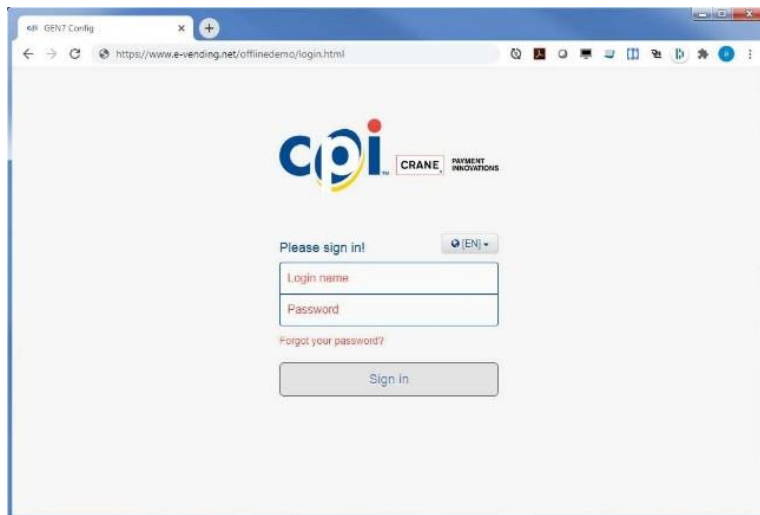 cpi GEN7 Config
https://www.e-vending.net/offlinedemo/login.html
cpi™ CRANE® PAYMENT INNOVATIONS
Please sign in! [EN]
Login name
Password
Forgot your password?
Sign in